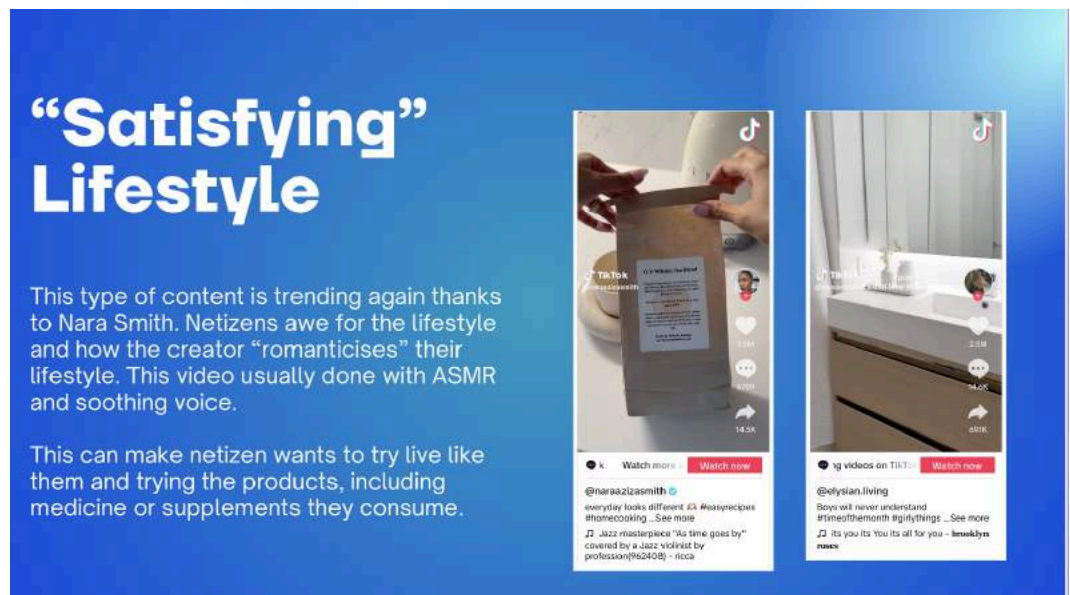 “Satisfying”
Lifestyle
This type of content is trending again thanks
to Nara Smith. Netizens awe for the lifestyle
and how the creator “romanticises” their
lifestyle. This video usually done with ASMR
and soothing voice.
This can make netizen wants to try live like
them and trying the products, including
medicine or supplements they consume.
TikTok
14.5K
k Watch more Watch now
@naraazizasmith
everyday looks different #easyrecipes
#homecooking ...See more
Jazz masterpiece "As time goes by"
covered by a Jazz violinist by
profession(962408) - ricca
2.5M
14.6K
691K
ng videos on TikTo Watch now
@elysian.living
Boys will never understand
#timeofthemonth #girlythings ...See more
its you its You its all for you - brooklyn
roses